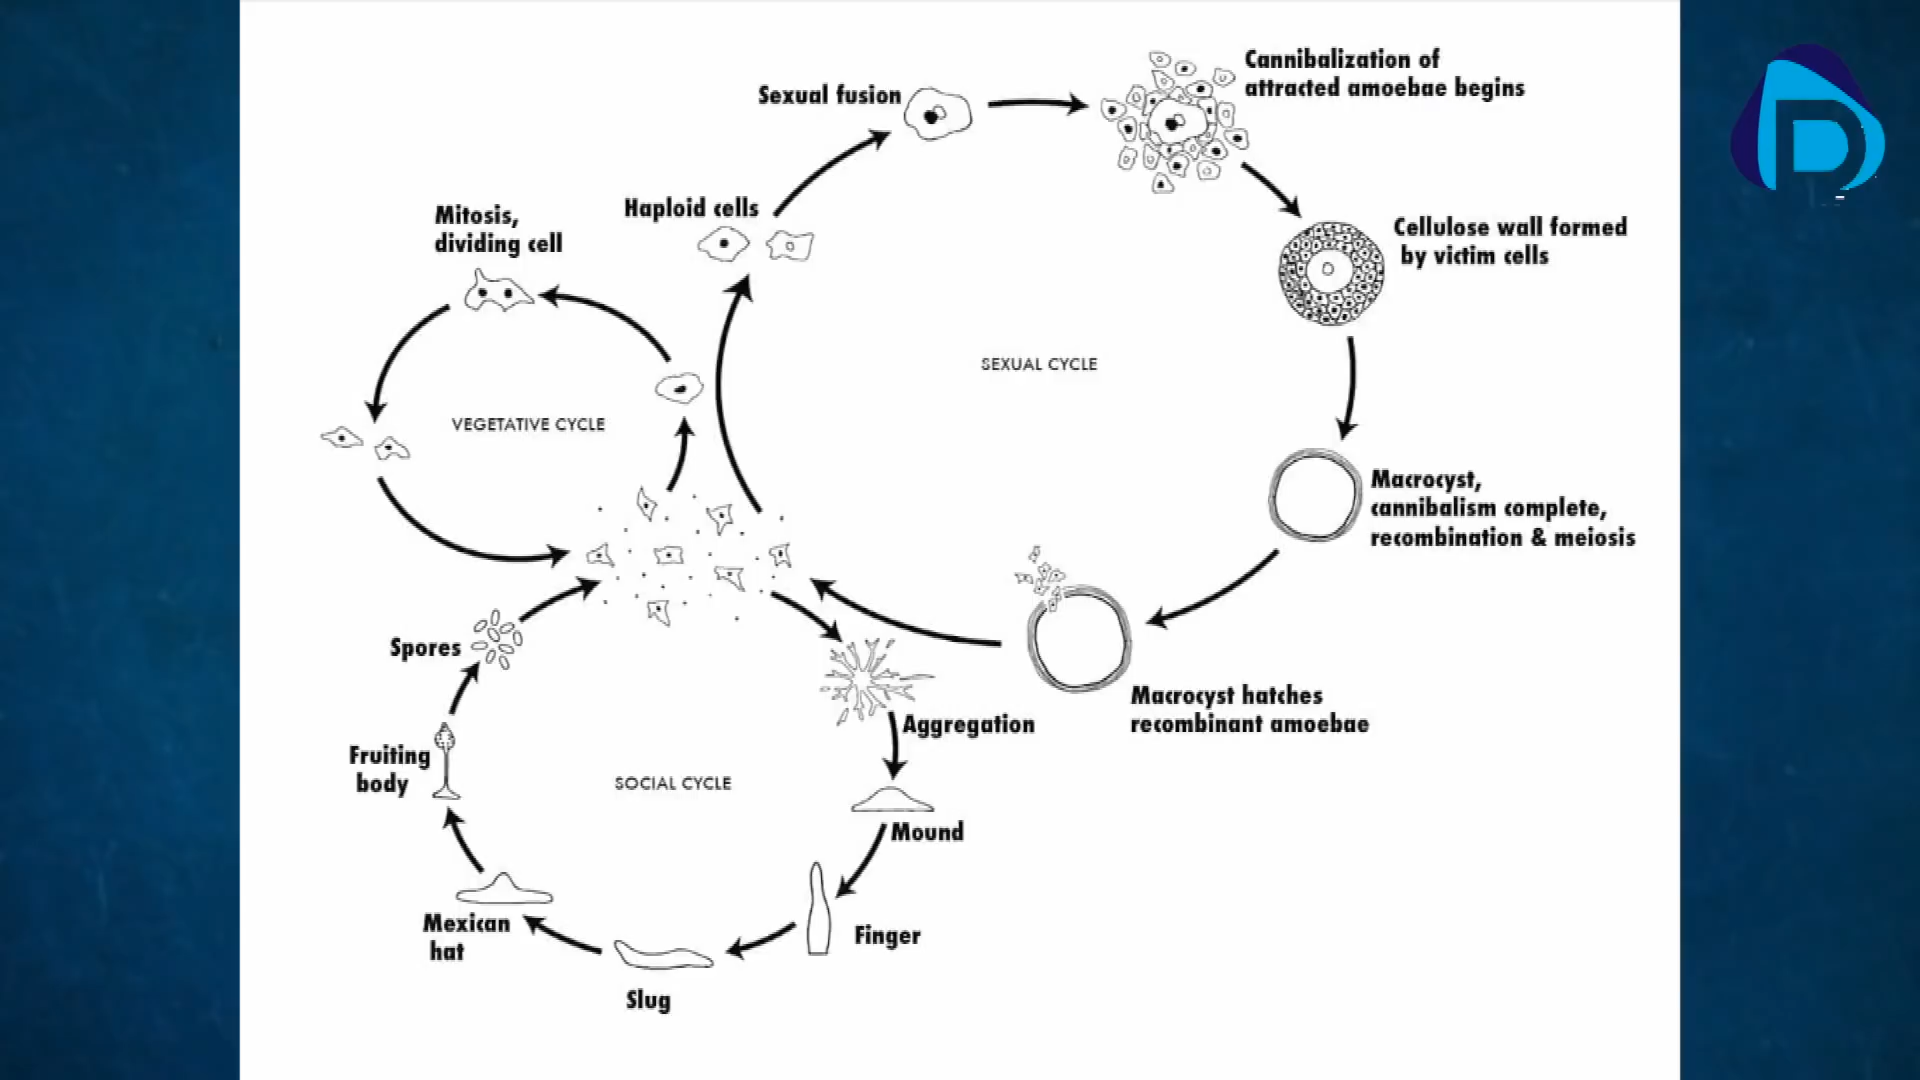 Cannibalization of
attracted amoebae begins
Sexual fusion
Haploid cells
Mitosis,
dividing cell
Cellulose wall formed
by victim cells
SEXUAL CYCLE
VEGETATIVE CYCLE
Macrocyst,
cannibalism complete,
recombination & meiosis
Spores
Macrocyst hatches
recombinant amoebae
Aggregation
Fruiting
body
SOCIAL CYCLE
Mound
Mexican
hat
Finger
Slug